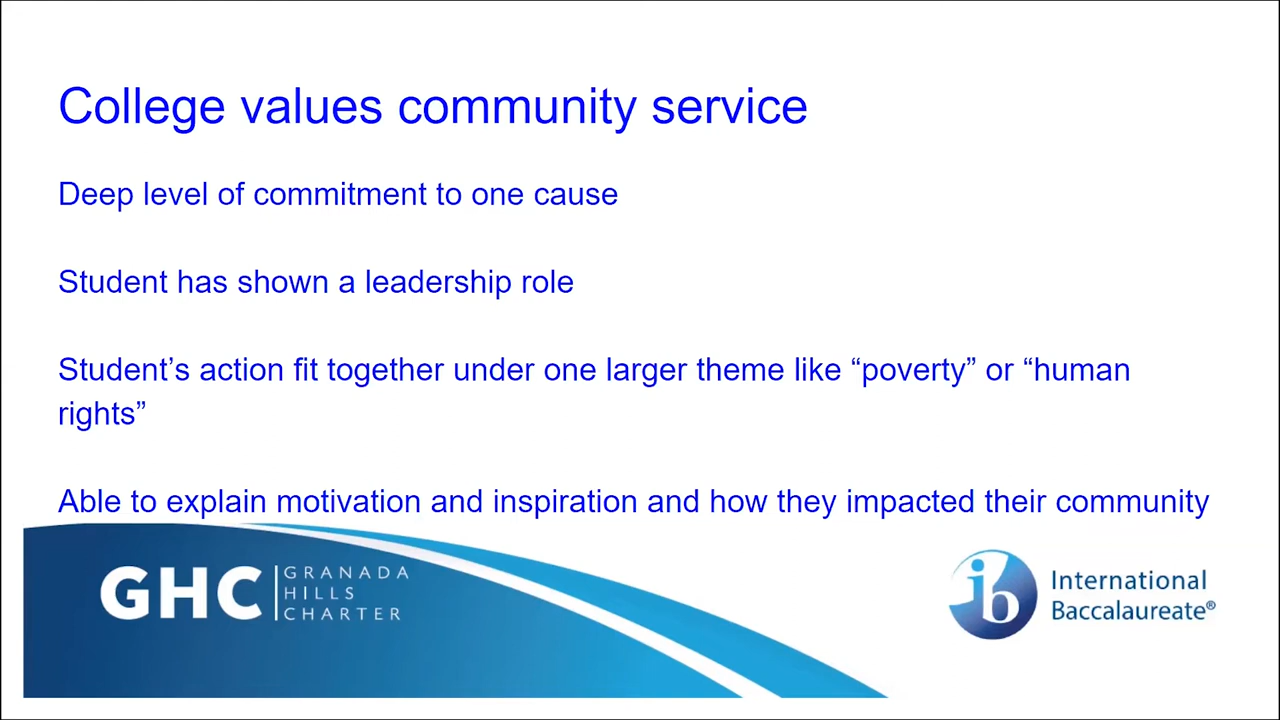 College values community service
Deep level of commitment to one cause
Student has shown a leadership role
Student’s action fit together under one larger theme like “poverty” or “human
rights”
Able to explain motivation and inspiration and how they impacted their community
GHC
GRANADA
HILLS
CHARTER
ib
International
Baccalaureate®